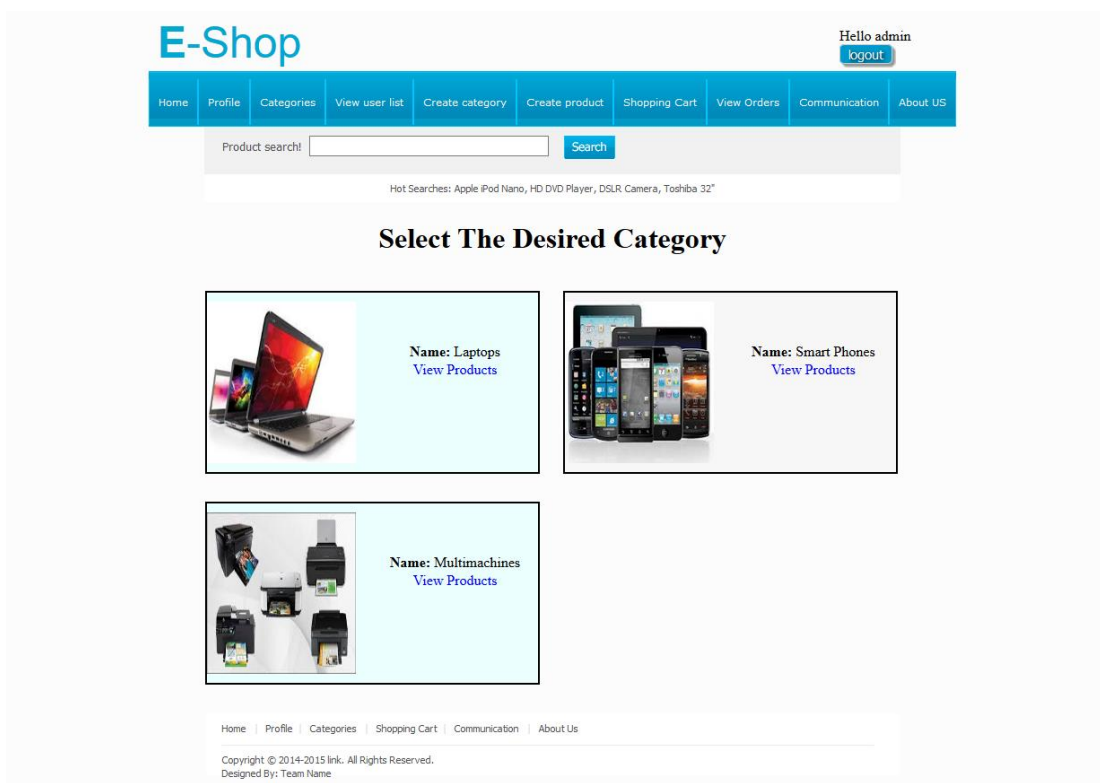 E-Shop
Hello admin
logout
Home Profile Categories View user list Create category Create product Shopping Cart View Orders Communication About US
Product search! Search
Hot Searches: Apple iPod Nano, HD DVD Player, DSLR Camera, Toshiba 32"
Select The Desired Category
Name: Laptops
View Products
Name: Smart Phones
View Products
Name: Multimachines
View Products
Home | Profile | Categories | Shopping Cart | Communication | About Us
Copyright © 2014-2015 link. All Rights Reserved.
Designed By: Team Name